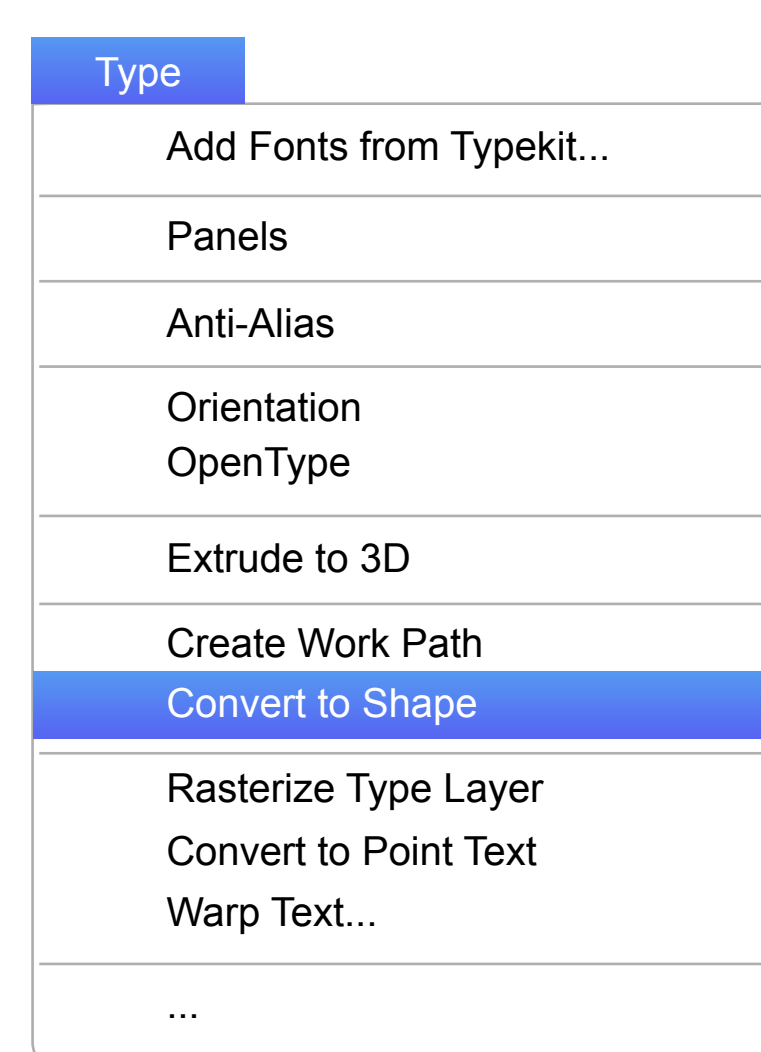 Type
Add Fonts from Typekit...
Panels
Anti-Alias
Orientation
OpenType
Extrude to 3D
Create Work Path
Convert to Shape
Rasterize Type Layer
Convert to Point Text
Warp Text...
...